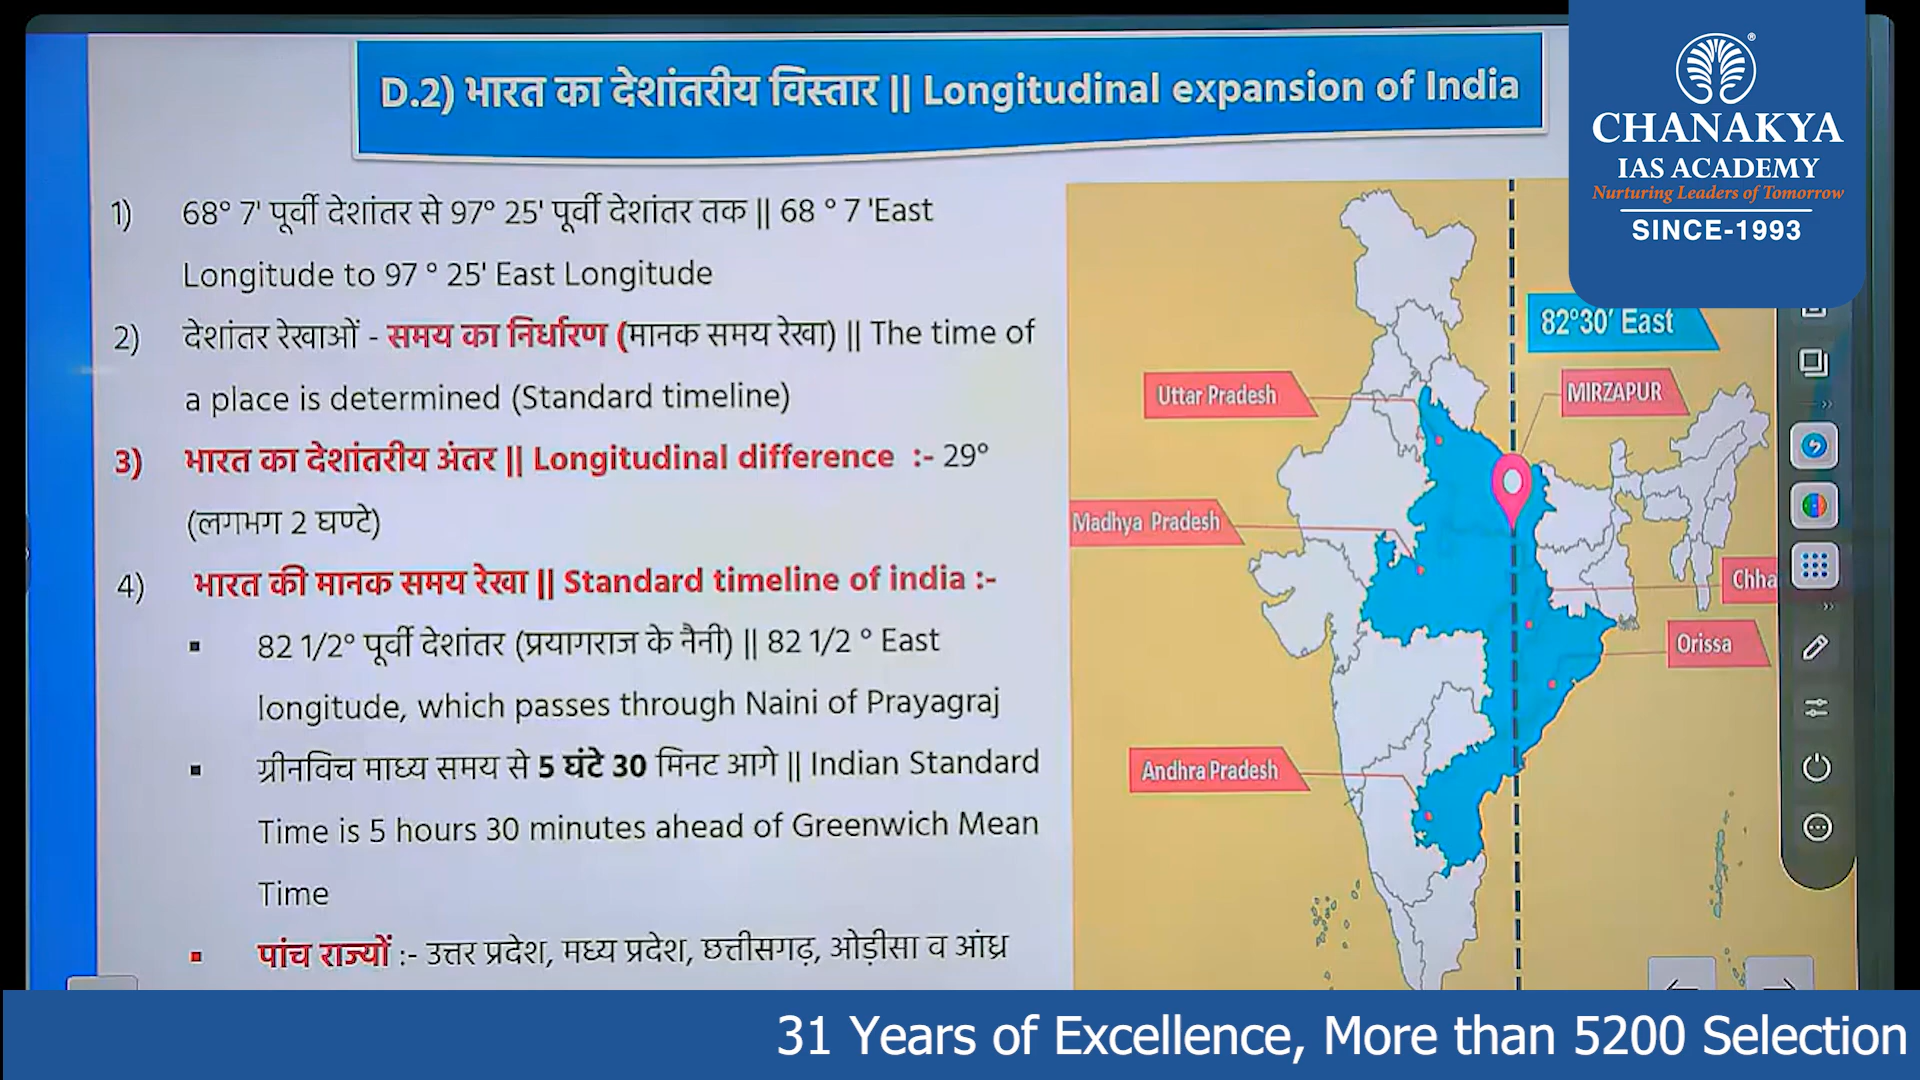 D.2) भारत का देशांतरीय विस्तार || Longitudinal expansion of India
CHANAKYA
IAS ACADEMY
Nurturing Leaders of Tomorrow
SINCE-1993
1) 68° 7' पूर्वी देशांतर से 97° 25' पूर्वी देशांतर तक || 68 ° 7 'East
Longitude to 97 ° 25' East Longitude
2) देशांतर रेखाओं - समय का निर्धारण (मानक समय रेखा) || The time of
a place is determined (Standard timeline)
3) भारत का देशांतरीय अंतर || Longitudinal difference :- 29°
(लगभग 2 घण्टे)
4) भारत की मानक समय रेखा || Standard timeline of india :-
▪ 82 1/2° पूर्वी देशांतर (प्रयागराज के नैनी) || 82 1/2 ° East
longitude, which passes through Naini of Prayagraj
▪ ग्रीनविच माध्य समय से 5 घंटे 30 मिनट आगे || Indian Standard
Time is 5 hours 30 minutes ahead of Greenwich Mean
Time
▪ पांच राज्यों :- उत्तर प्रदेश, मध्य प्रदेश, छत्तीसगढ़, ओड़ीसा व आंध्र
82°30′ East
Uttar Pradesh
MIRZAPUR
Madhya Pradesh
Chha
Orissa
Andhra Pradesh
31 Years of Excellence, More than 5200 Selection